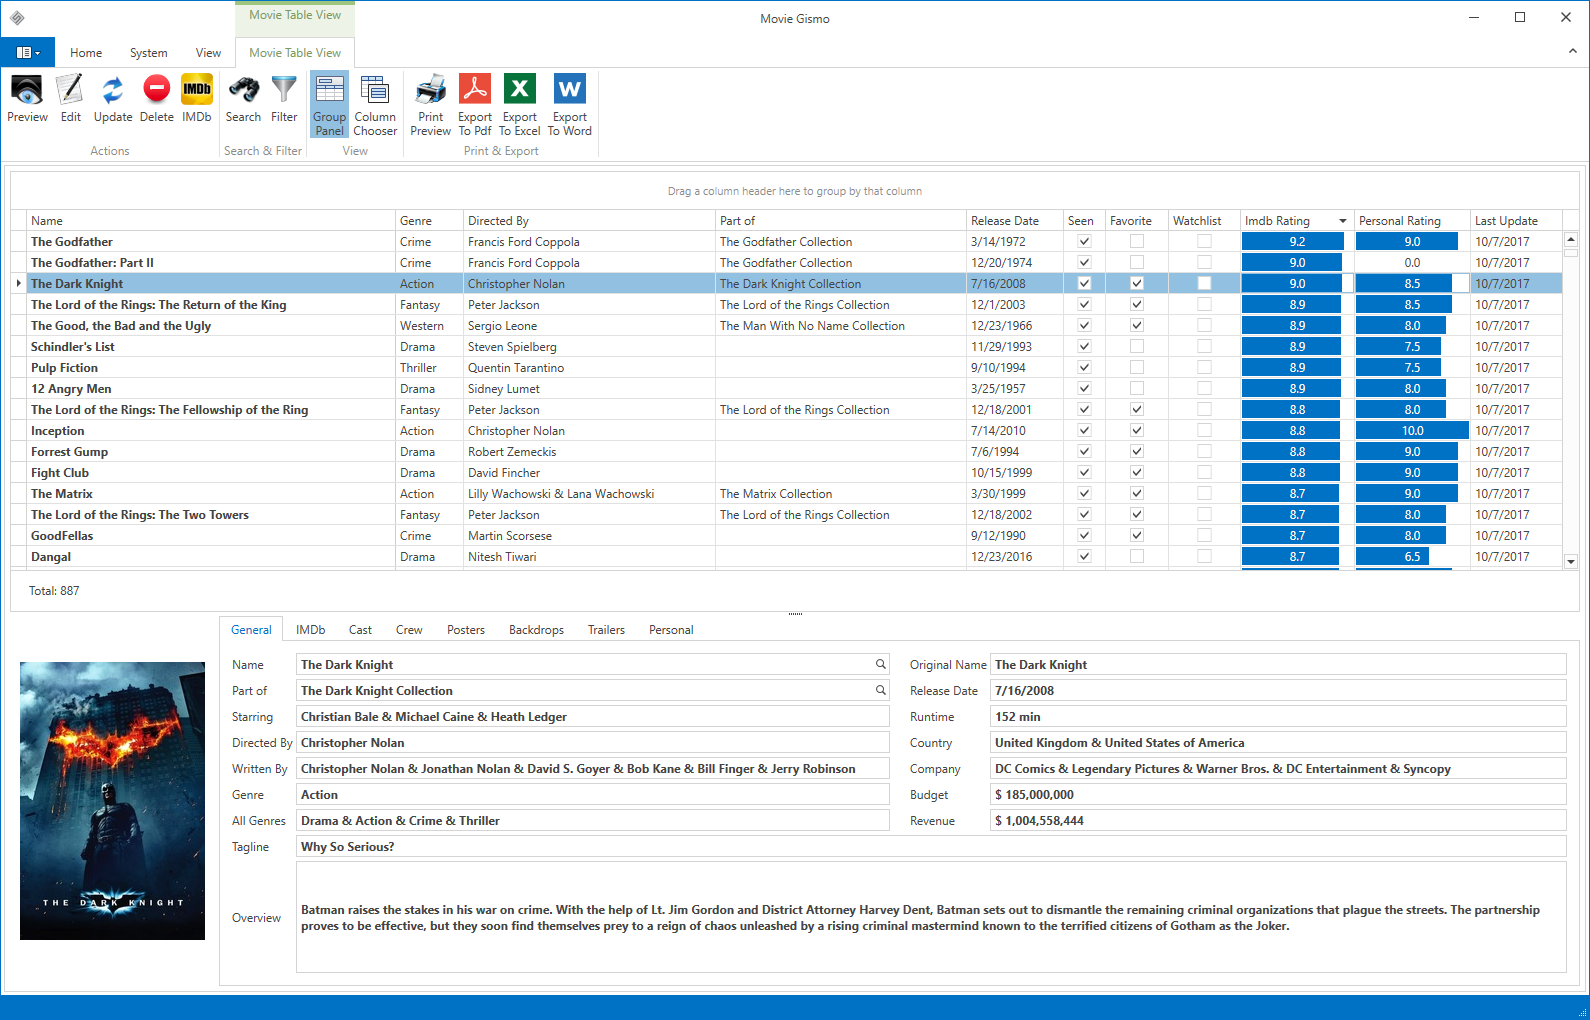 Movie Table View
Movie Gismo
Home System View Movie Table View
Preview Edit Update Delete IMDb Search Filter Group Panel Column Chooser Print Preview Export To Pdf Export To Excel Export To Word
Actions Search & Filter View Print & Export
Drag a column header here to group by that column
Name Genre Directed By Part of Release Date Seen Favorite Watchlist Imdb Rating Personal Rating Last Update
The Godfather Crime Francis Ford Coppola The Godfather Collection 3/14/1972 9.2 9.0 10/7/2017
The Godfather: Part II Crime Francis Ford Coppola The Godfather Collection 12/20/1974 9.0 0.0 10/7/2017
The Dark Knight Action Christopher Nolan The Dark Knight Collection 7/16/2008 9.0 8.5 10/7/2017
The Lord of the Rings: The Return of the King Fantasy Peter Jackson The Lord of the Rings Collection 12/1/2003 8.9 8.5 10/7/2017
The Good, the Bad and the Ugly Western Sergio Leone The Man With No Name Collection 12/23/1966 8.9 8.0 10/7/2017
Schindler's List Drama Steven Spielberg 11/29/1993 8.9 7.5 10/7/2017
Pulp Fiction Thriller Quentin Tarantino 9/10/1994 8.9 7.5 10/7/2017
12 Angry Men Drama Sidney Lumet 3/25/1957 8.9 8.0 10/7/2017
The Lord of the Rings: The Fellowship of the Ring Fantasy Peter Jackson The Lord of the Rings Collection 12/18/2001 8.8 8.0 10/7/2017
Inception Action Christopher Nolan 7/14/2010 8.8 10.0 10/7/2017
Forrest Gump Drama Robert Zemeckis 7/6/1994 8.8 9.0 10/7/2017
Fight Club Drama David Fincher 10/15/1999 8.8 9.0 10/7/2017
The Matrix Action Lilly Wachowski & Lana Wachowski The Matrix Collection 3/30/1999 8.7 9.0 10/7/2017
The Lord of the Rings: The Two Towers Fantasy Peter Jackson The Lord of the Rings Collection 12/18/2002 8.7 8.0 10/7/2017
GoodFellas Crime Martin Scorsese 9/12/1990 8.7 8.0 10/7/2017
Dangal Drama Nitesh Tiwari 12/23/2016 8.7 6.5 10/7/2017
Total: 887
General IMDb Cast Crew Posters Backdrops Trailers Personal
Name The Dark Knight Original Name The Dark Knight
Part of The Dark Knight Collection Release Date 7/16/2008
Starring Christian Bale & Michael Caine & Heath Ledger Runtime 152 min
Directed By Christopher Nolan Country United Kingdom & United States of America
Written By Christopher Nolan & Jonathan Nolan & David S. Goyer & Bob Kane & Bill Finger & Jerry Robinson Company DC Comics & Legendary Pictures & Warner Bros. & DC Entertainment & Syncopy
Genre Action Budget $ 185,000,000
All Genres Drama & Action & Crime & Thriller Revenue $ 1,004,558,444
Tagline Why So Serious?
THE DARK KNIGHT
Overview Batman raises the stakes in his war on crime. With the help of Lt. Jim Gordon and District Attorney Harvey Dent, Batman sets out to dismantle the remaining criminal organizations that plague the streets. The partnership
proves to be effective, but they soon find themselves prey to a reign of chaos unleashed by a rising criminal mastermind known to the terrified citizens of Gotham as the Joker.